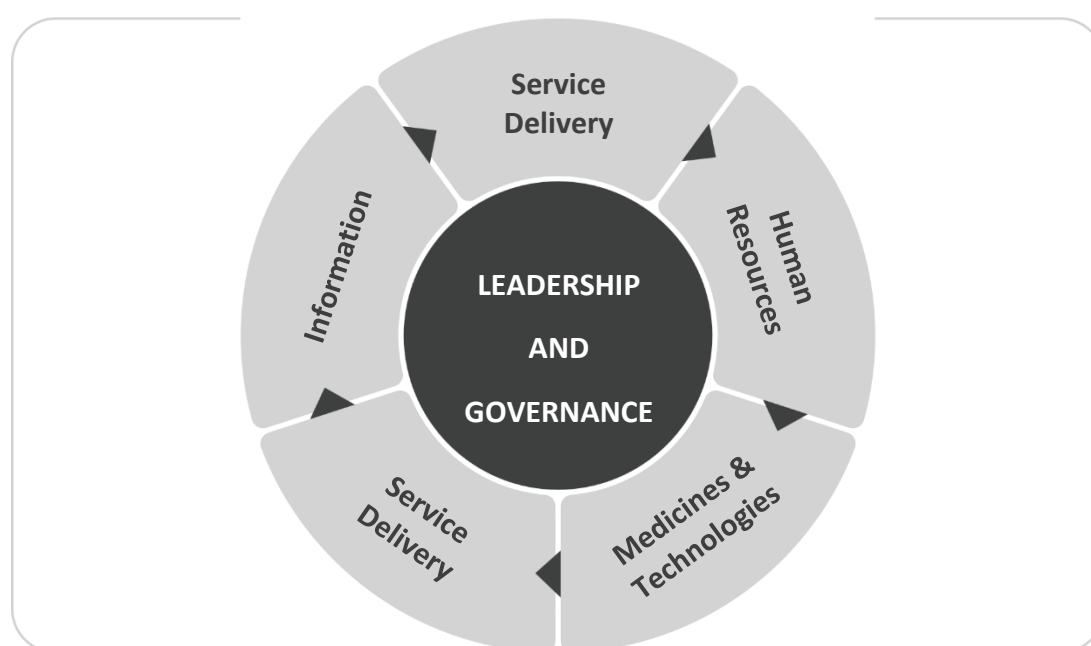 Service
Delivery
Human
Resources
Medicines &
Technologies
Service
Delivery
Information
LEADERSHIP
AND
GOVERNANCE